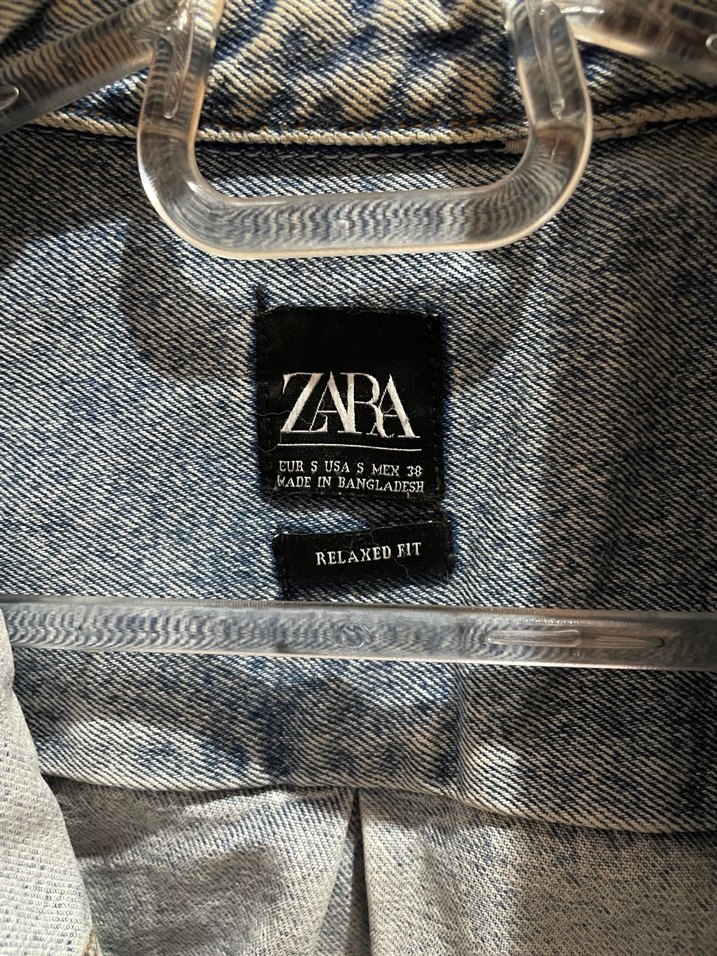 ZARA
EUR S USA S MEX 38
MADE IN BANGLADESH
RELAXED FIT